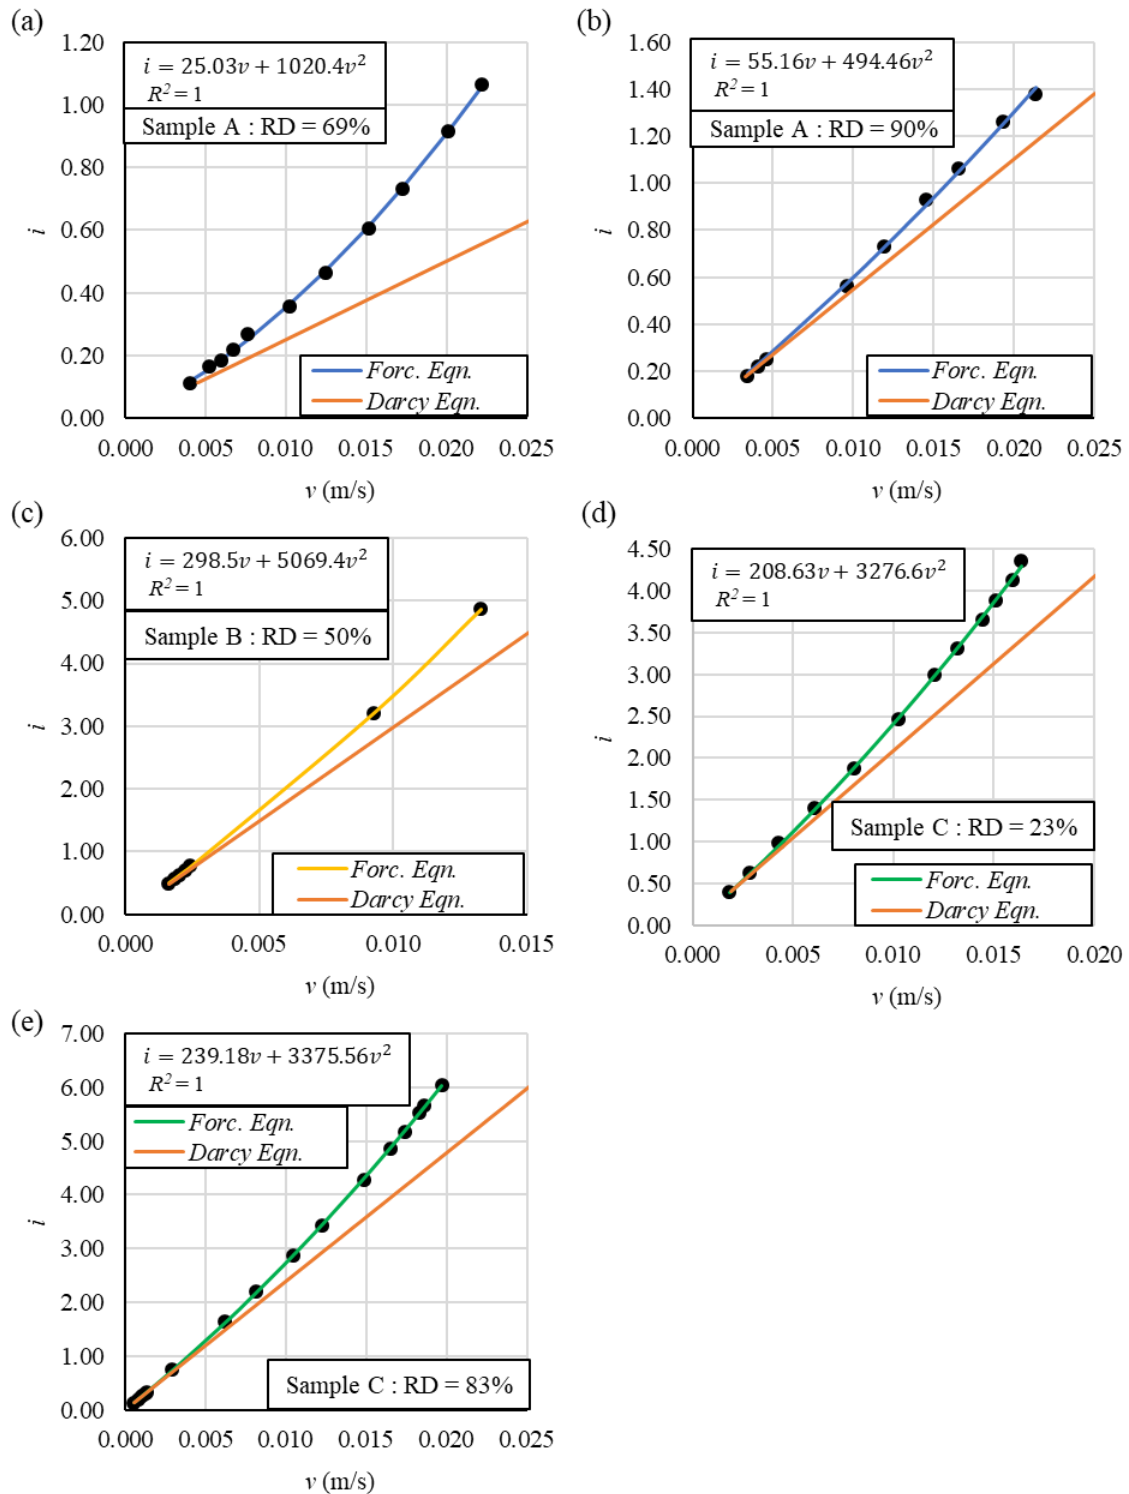 (a)
1.20
1.00
0.80
0.60
0.40
0.20
0.00
i
i = 25.03v + 1020.4v²
R² = 1
Sample A : RD = 69%
Forc. Eqn.
Darcy Eqn.
0.000 0.005 0.010 0.015 0.020 0.025
v (m/s)
(b)
1.60
1.40
1.20
1.00
0.80
0.60
0.40
0.20
0.00
i
i = 55.16v + 494.46v²
R² = 1
Sample A : RD = 90%
Forc. Eqn.
Darcy Eqn.
0.000 0.005 0.010 0.015 0.020 0.025
v (m/s)
(c)
6.00
5.00
4.00
3.00
2.00
1.00
0.00
i
i = 298.5v + 5069.4v²
R² = 1
Sample B : RD = 50%
Forc. Eqn.
Darcy Eqn.
0.000 0.005 0.010 0.015
v (m/s)
(d)
4.50
4.00
3.50
3.00
2.50
2.00
1.50
1.00
0.50
0.00
i
i = 208.63v + 3276.6v²
R² = 1
Sample C : RD = 23%
Forc. Eqn.
Darcy Eqn.
0.000 0.005 0.010 0.015 0.020
v (m/s)
(e)
7.00
6.00
5.00
4.00
3.00
2.00
1.00
0.00
i
i = 239.18v + 3375.56v²
R² = 1
Forc. Eqn.
Darcy Eqn.
Sample C : RD = 83%
0.000 0.005 0.010 0.015 0.020 0.025
v (m/s)